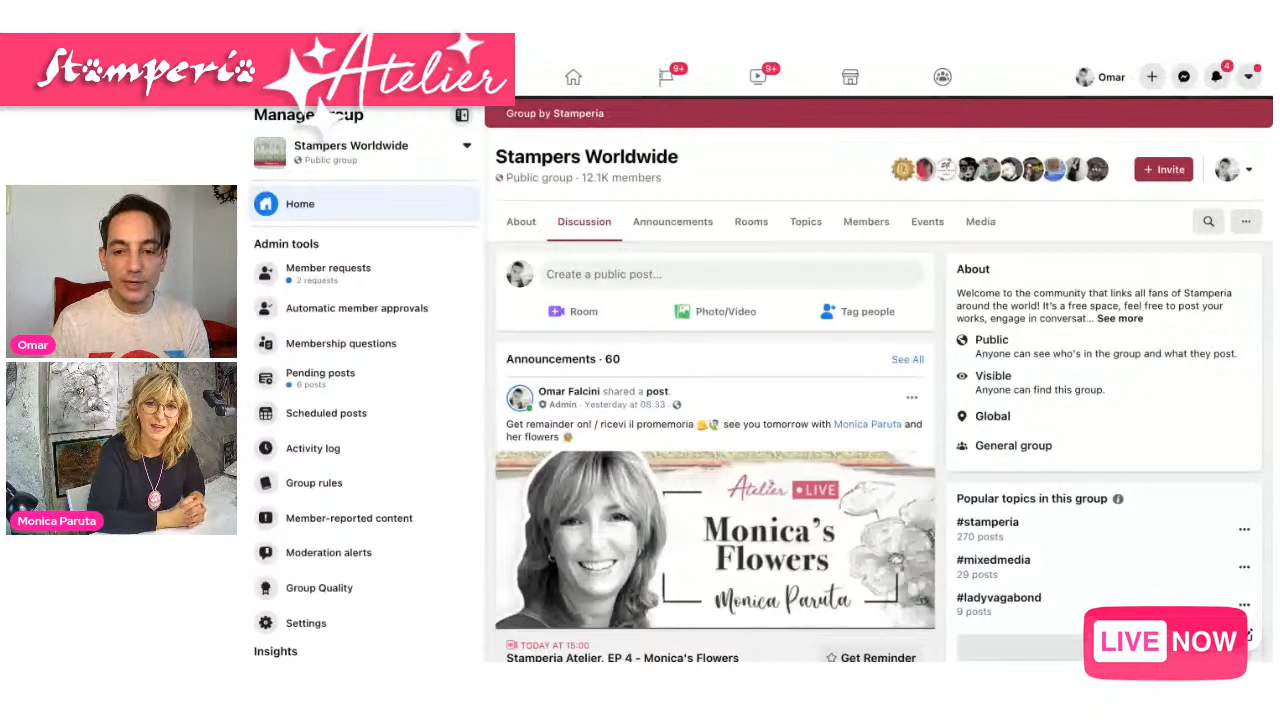 Stamperia Atelier
9+
9+
Omar
4
Manage group
Group by Stamperia
Stampers Worldwide
Public group
Stampers Worldwide
Public group · 12.1K members
+ Invite
Home
About
Discussion
Announcements
Rooms
Topics
Members
Events
Media
Admin tools
Member requests
2 requests
Automatic member approvals
Membership questions
Pending posts
6 posts
Scheduled posts
Activity log
Group rules
Member-reported content
Moderation alerts
Group Quality
Settings
Insights
Omar
Monica Paruta
Create a public post...
Room
Photo/Video
Tag people
Announcements · 60
See All
Omar Falcini shared a post.
Admin · Yesterday at 08:33 ·
Get remainder on! / ricevi il promemoria see you tomorrow with Monica Paruta and
her flowers
Atelier LIVE
Monica's
Flowers
Monica Paruta
TODAY AT 15:00
Stamperia Atelier, EP 4 - Monica's Flowers
Get Reminder
About
Welcome to the community that links all fans of Stamperia
around the world! It's a free space, feel free to post your
works, engage in conversat... See more
Public
Anyone can see who's in the group and what they post.
Visible
Anyone can find this group.
Global
General group
Popular topics in this group
#stamperia
270 posts
#mixedmedia
29 posts
#ladyvagabond
9 posts
LIVE NOW